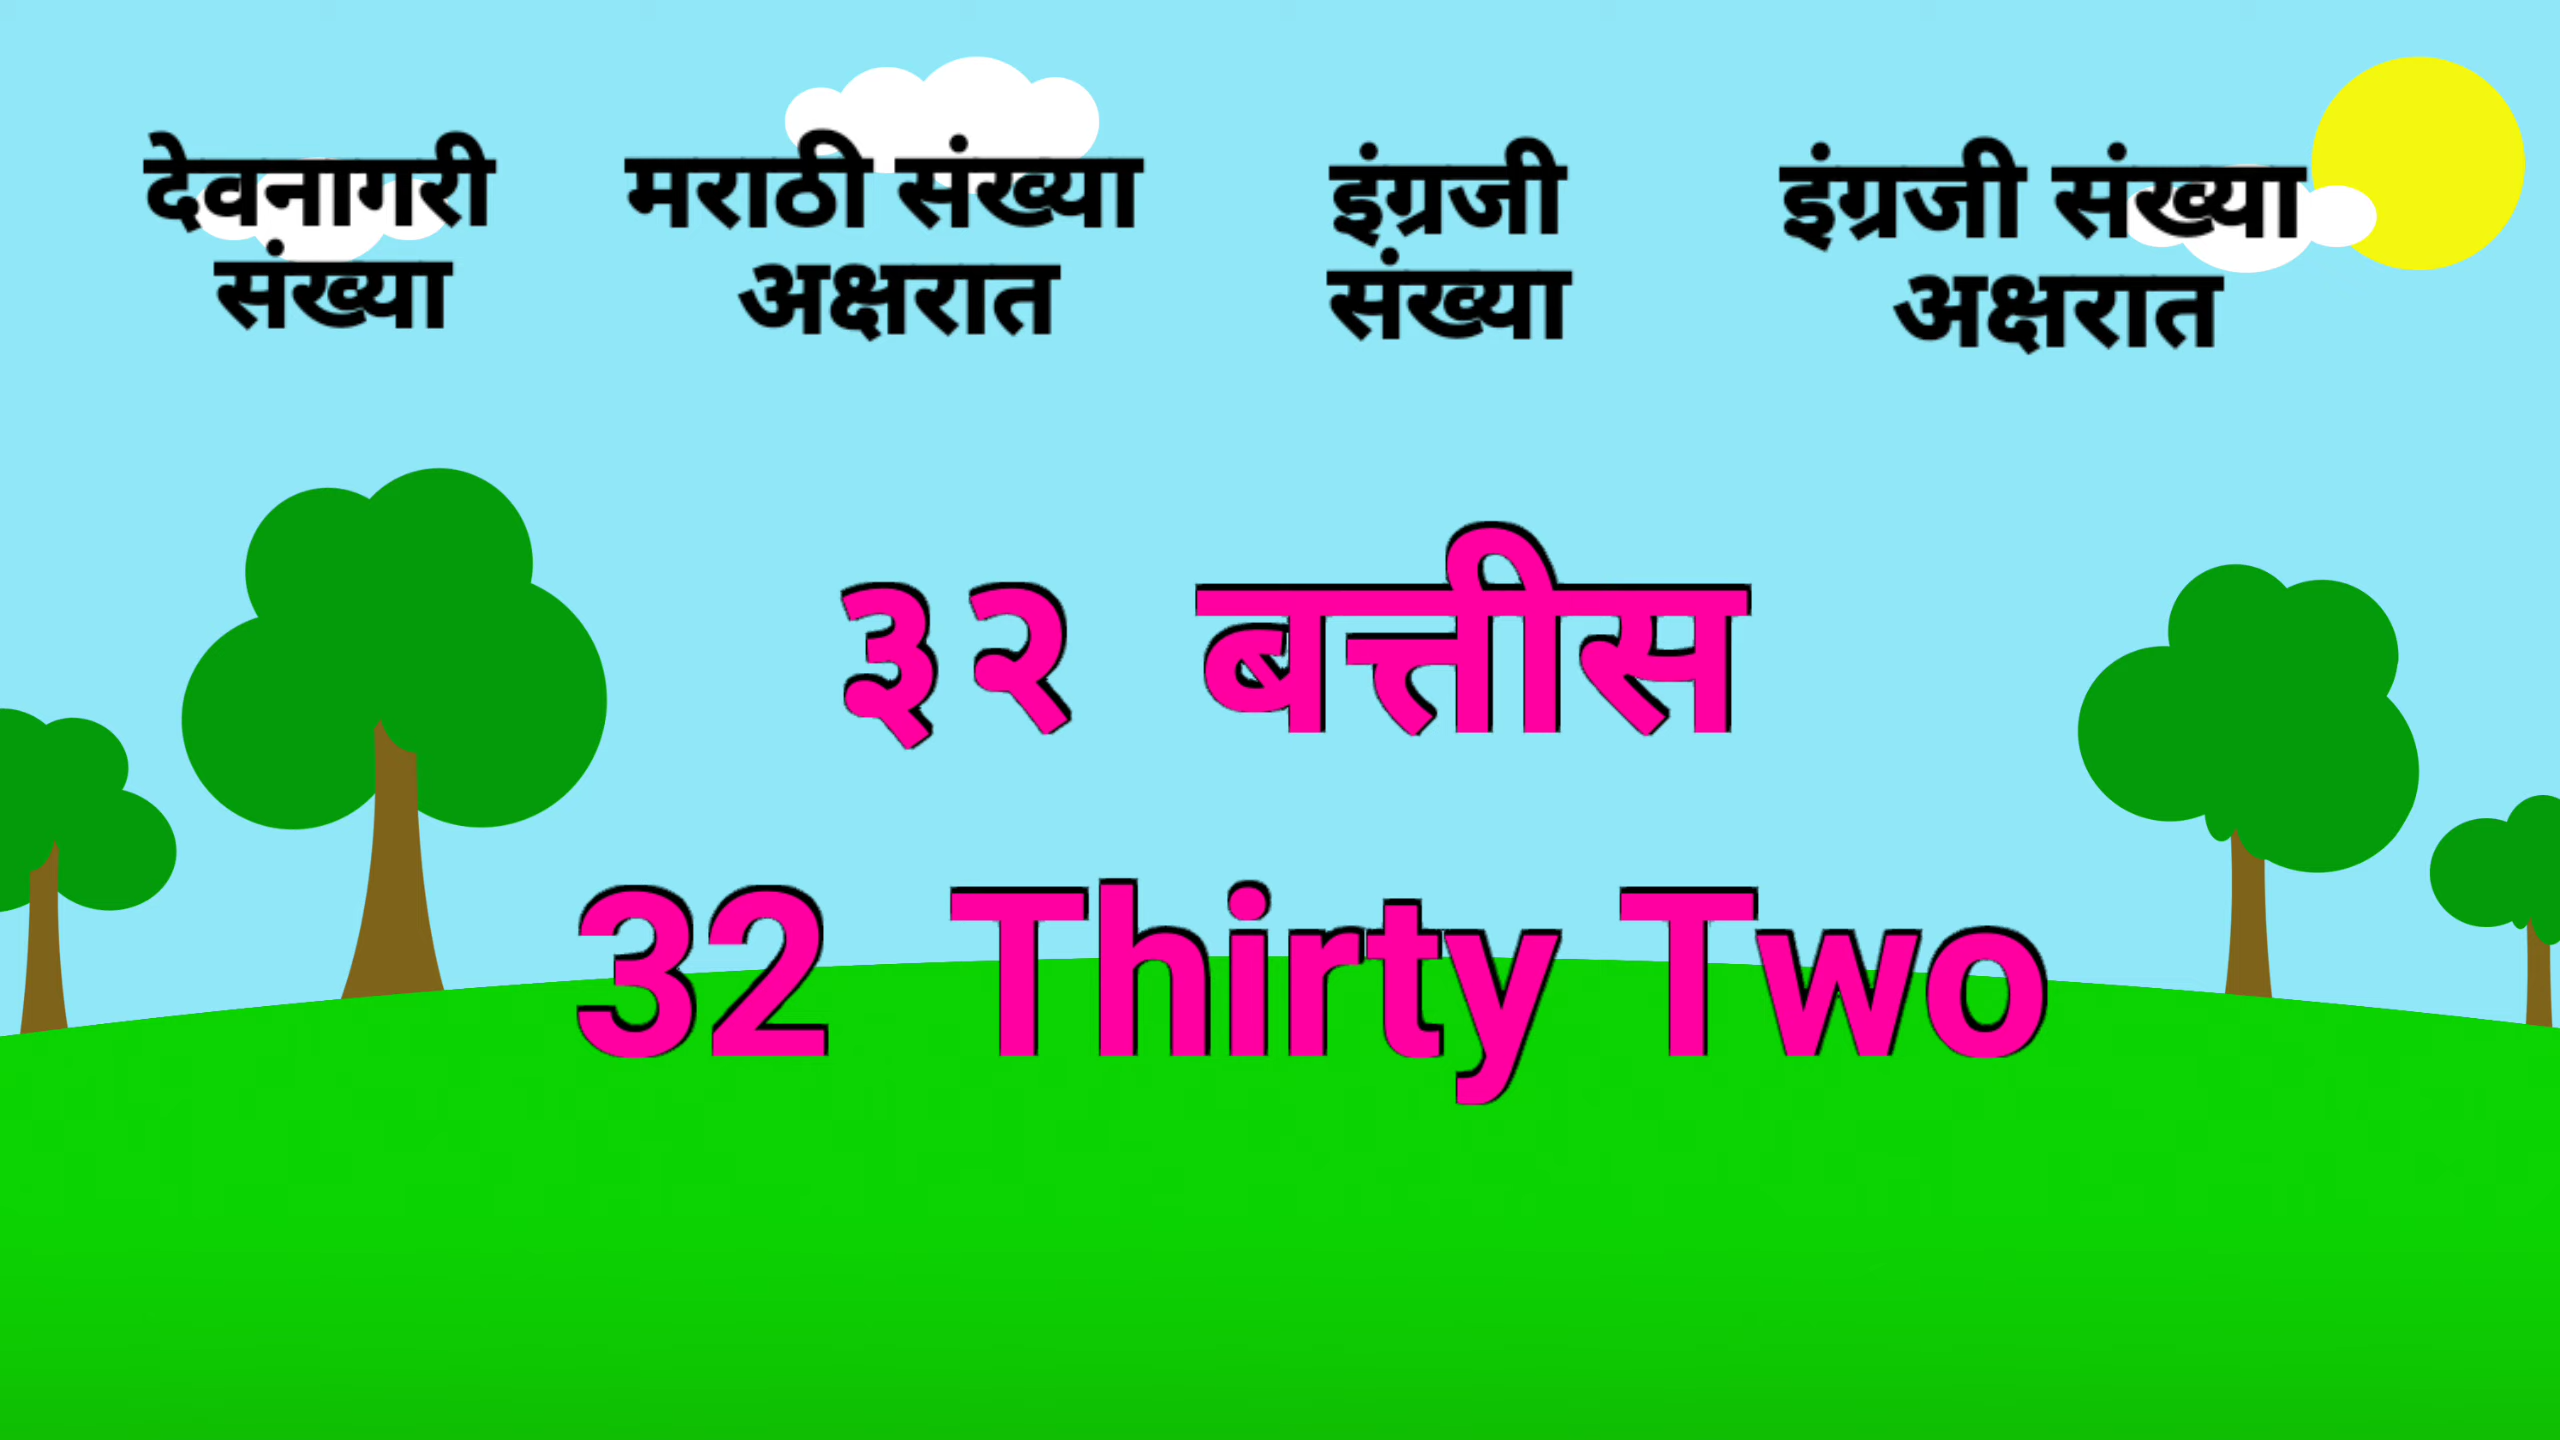 देवनागरी
संख्या
मराठी संख्या
अक्षरात
इंग्रजी
संख्या
इंग्रजी संख्या
अक्षरात
३२ बत्तीस
32 Thirty Two